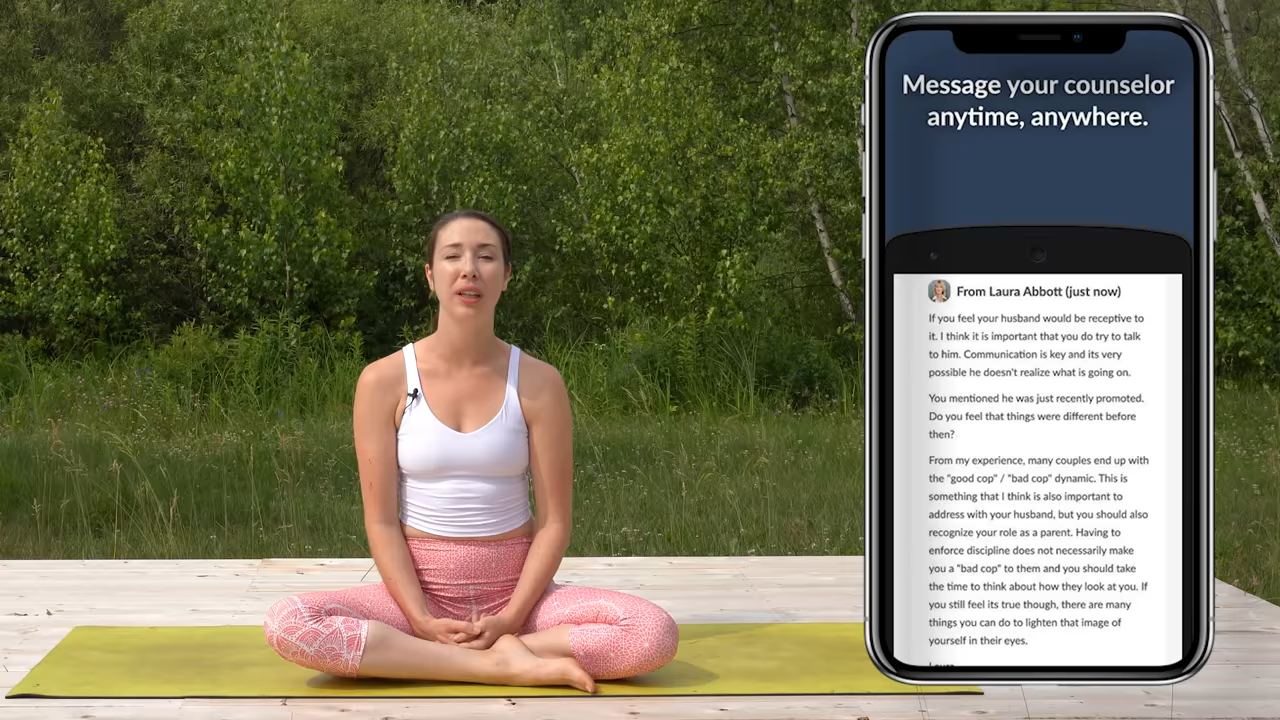 Message your counselor
anytime, anywhere.
From Laura Abbott (just now)
If you feel your husband would be receptive to
it. I think it is important that you do try to talk
to him. Communication is key and its very
possible he doesn't realize what is going on.
You mentioned he was just recently promoted.
Do you feel that things were different before
then?
From my experience, many couples end up with
the "good cop" / "bad cop" dynamic. This is
something that I think is also important to
address with your husband, but you should also
recognize your role as a parent. Having to
enforce discipline does not necessarily make
you a "bad cop" to them and you should take
the time to think about how they look at you. If
you still feel its true though, there are many
things you can do to lighten that image of
yourself in their eyes.